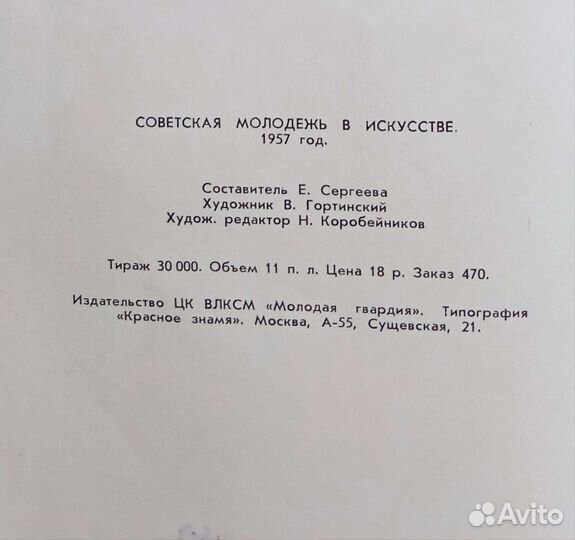 СОВЕТСКАЯ МОЛОДЕЖЬ В ИСКУССТВЕ.
1957 год.
Составитель Е. Сергеева
Художник В. Гортинский
Худож. редактор Н. Коробейников
Тираж 30 000. Объем 11 п. л. Цена 18 р. Заказ 470.
Издательство ЦК ВЛКСМ «Молодая гвардия». Типография
«Красное знамя». Москва, А-55, Сущевская, 21.
Avito